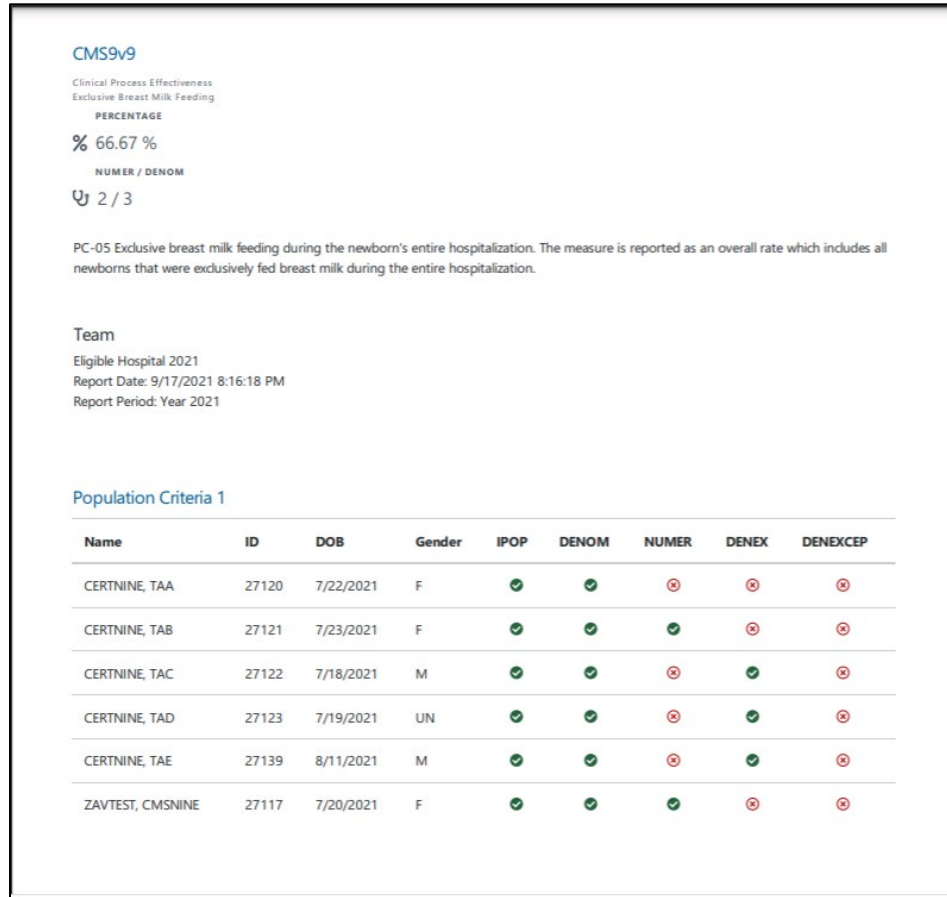 CMS9v9
Clinical Process Effectiveness
Exclusive Breast Milk Feeding
PERCENTAGE
% 66.67 %
NUMER / DENOM
2 / 3
PC-05 Exclusive breast milk feeding during the newborn's entire hospitalization. The measure is reported as an overall rate which includes all
newborns that were exclusively fed breast milk during the entire hospitalization.
Team
Eligible Hospital 2021
Report Date: 9/17/2021 8:16:18 PM
Report Period: Year 2021
Population Criteria 1
Name ID DOB Gender IPOP DENOM NUMER DENEX DENEXCEP
CERTNINE, TAA 27120 7/22/2021 F
CERTNINE, TAB 27121 7/23/2021 F
CERTNINE, TAC 27122 7/18/2021 M
CERTNINE, TAD 27123 7/19/2021 UN
CERTNINE, TAE 27139 8/11/2021 M
ZAVTEST, CMSNINE 27117 7/20/2021 F